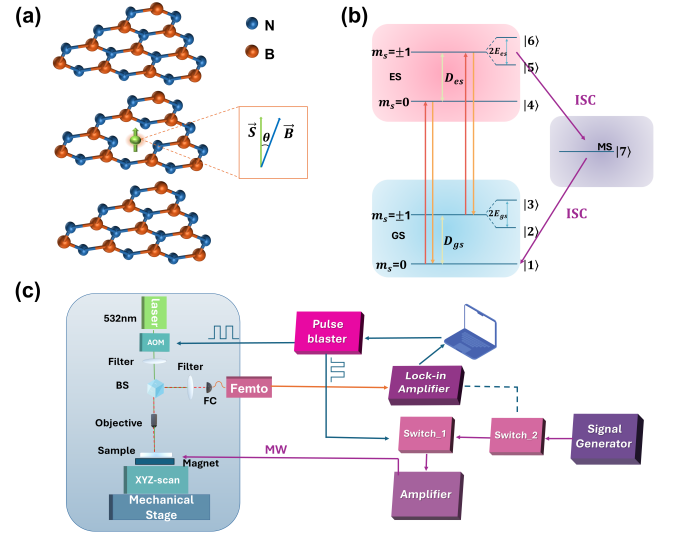 (a)
N
B
S⃗
θ
B⃗
(b)
|6⟩
mₛ=±1
2Eₑₛ
|5⟩
ES
Dₑₛ
mₛ=0
|4⟩
ISC
MS
|7⟩
|3⟩
mₛ=±1
2E_gs
|2⟩
GS
D_gs
ISC
mₛ=0
|1⟩
(c)
532nm
laser
AOM
Filter
BS
Filter
FC
Femto
Objective
Sample
Magnet
XYZ-scan
Mechanical
Stage
Pulse
blaster
Lock-in
Amplifier
Switch_1
Switch_2
Signal
Generator
MW
Amplifier